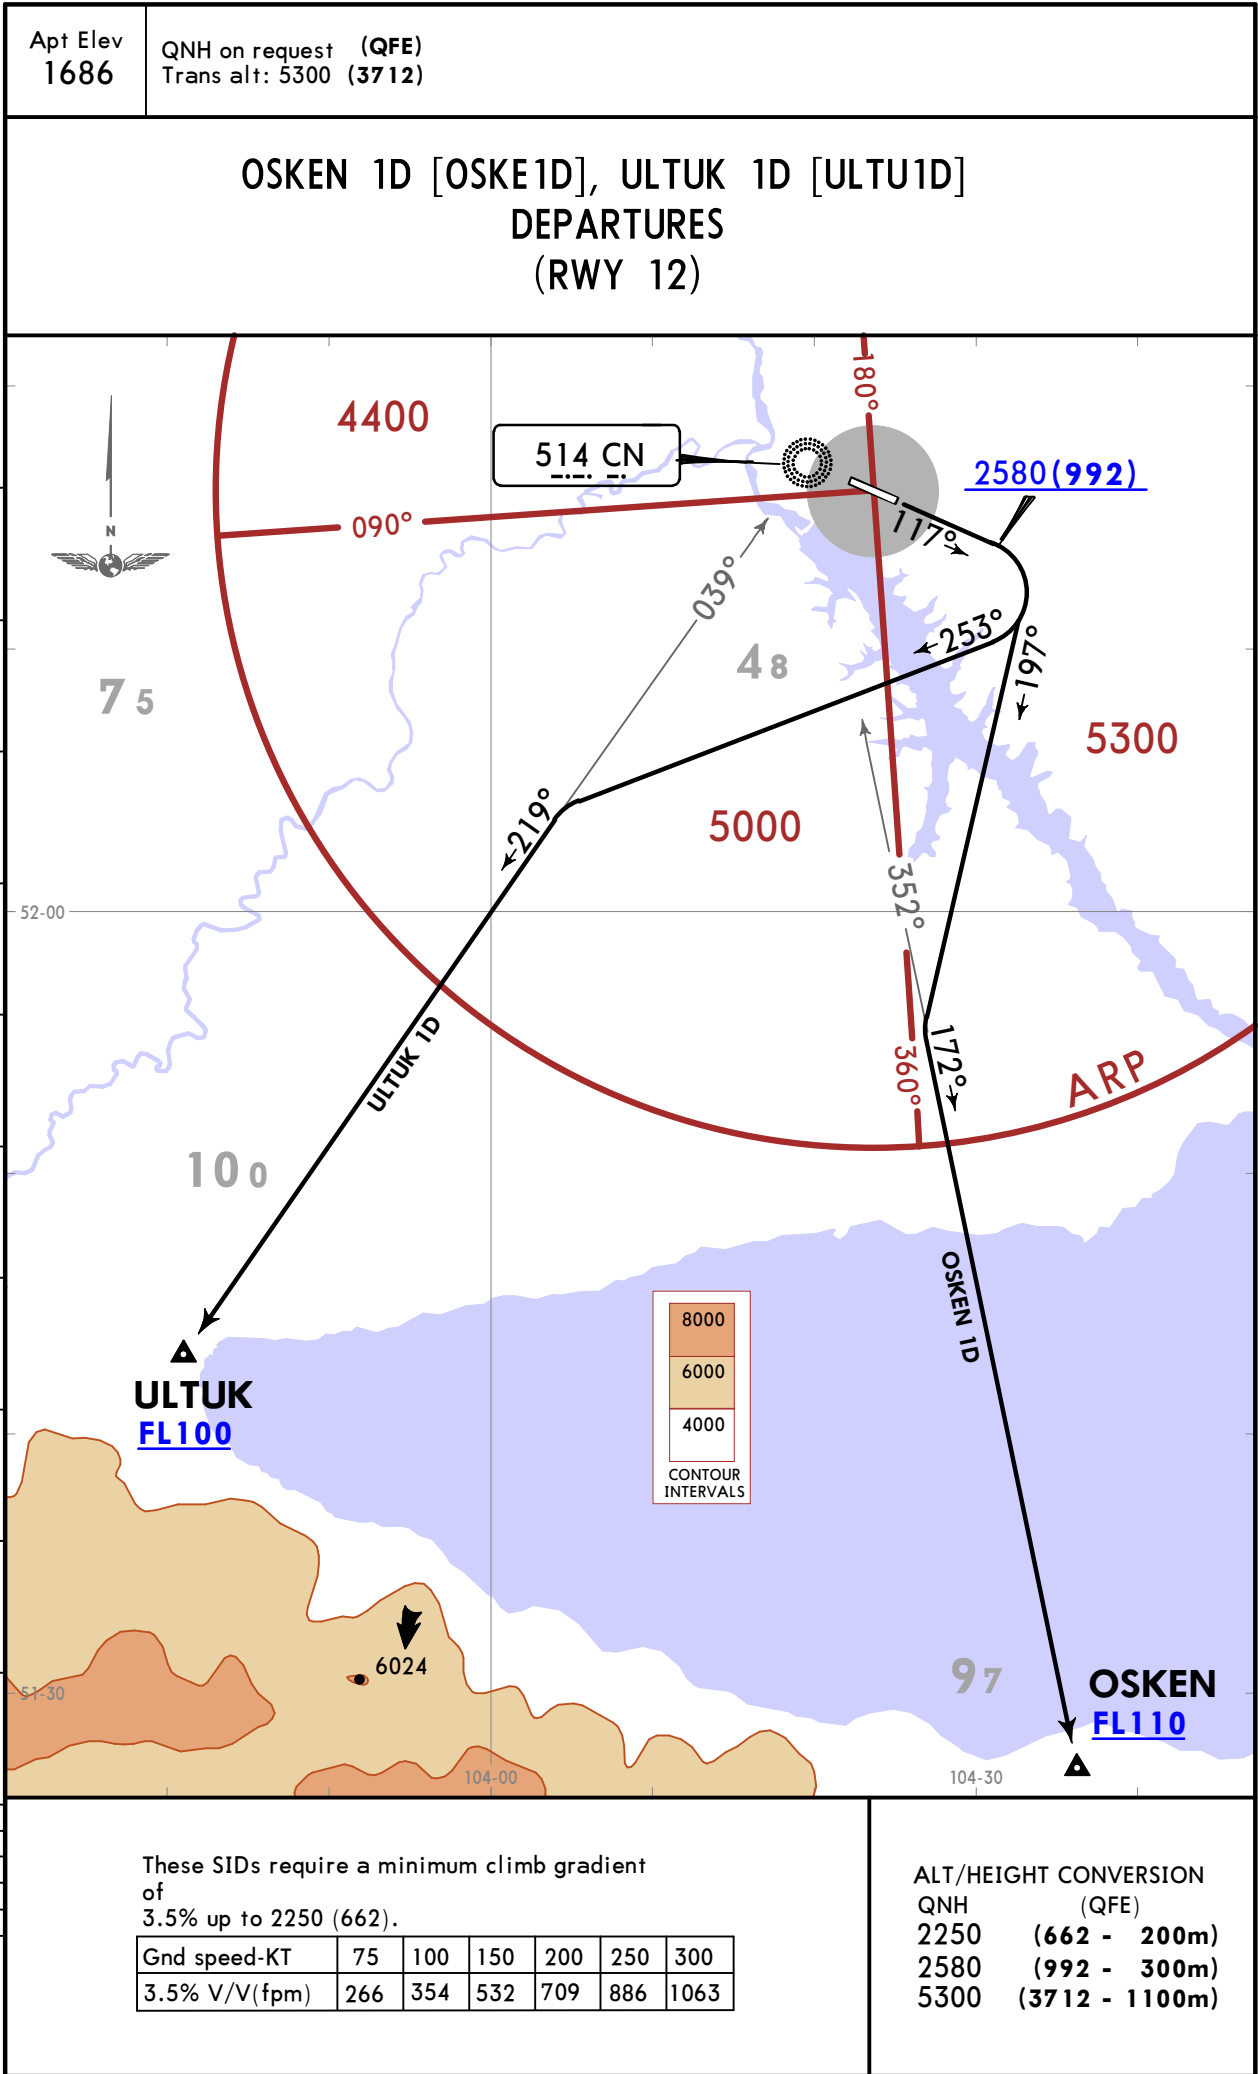 Apt Elev
1686
QNH on request (QFE)
Trans alt: 5300 (3712)
OSKEN 1D [OSKE1D], ULTUK 1D [ULTU1D]
DEPARTURES
(RWY 12)
4400
180°
514 CN
2580(992)
090°
117°
N
039°
253°
197°
48
75
5300
219°
5000
352°
52-00
ULTUK 1D
172°
360°
ARP
100
OSKEN 1D
8000
6000
4000
CONTOUR
INTERVALS
ULTUK
FL100
6024
97
OSKEN
FL110
51-30
104-00
104-30
These SIDs require a minimum climb gradient
of
3.5% up to 2250 (662).
Gnd speed-KT 75 100 150 200 250 300
3.5% V/V(fpm) 266 354 532 709 886 1063
ALT/HEIGHT CONVERSION
QNH (QFE)
2250 (662 - 200m)
2580 (992 - 300m)
5300 (3712 - 1100m)